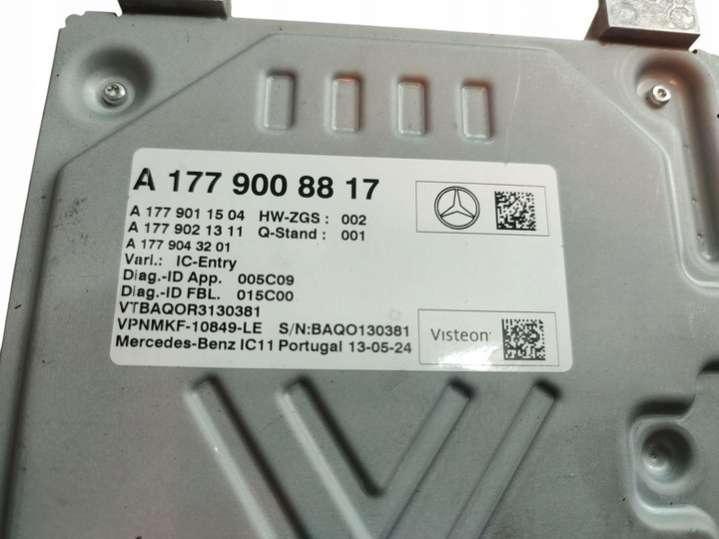 A 177 900 88 17
A 177 901 15 04 HW-ZGS : 002
A 177 902 13 11 Q-Stand : 001
A 177 904 32 01
Vari.: IC-Entry
Diag.-ID App. 005C09
Diag.-ID FBL. 015C00
VTBAQOR3130381
VPNMKF-10849-LE S/N:BAQO130381
Mercedes-Benz IC11 Portugal 13-05-24
Visteon